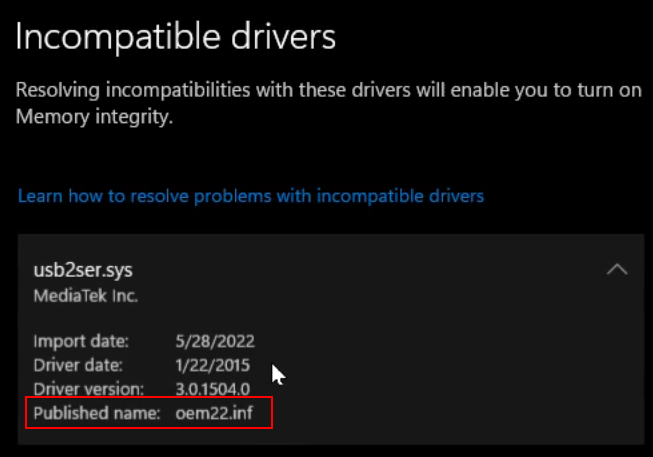 Incompatible drivers
Resolving incompatibilities with these drivers will enable you to turn on
Memory integrity.
Learn how to resolve problems with incompatible drivers
usb2ser.sys
MediaTek Inc.
Import date: 5/28/2022
Driver date: 1/22/2015
Driver version: 3.0.1504.0
Published name: oem22.inf